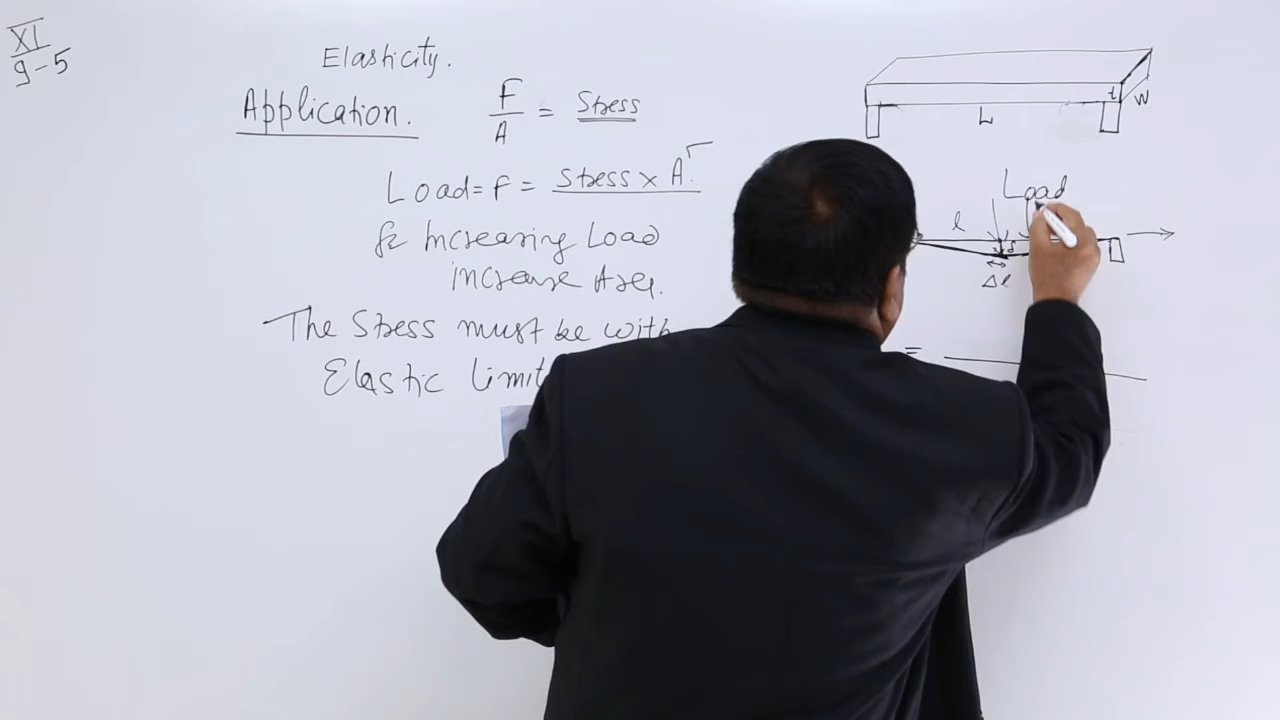 XI
9-5
Elasticity.
Application.
F
A
= Stress
Load = F = Stress x A.
Increasing Load
increase Area.
The Stress must be with
Elastic limit
t
W
L
Load
l
δ
Δl
=